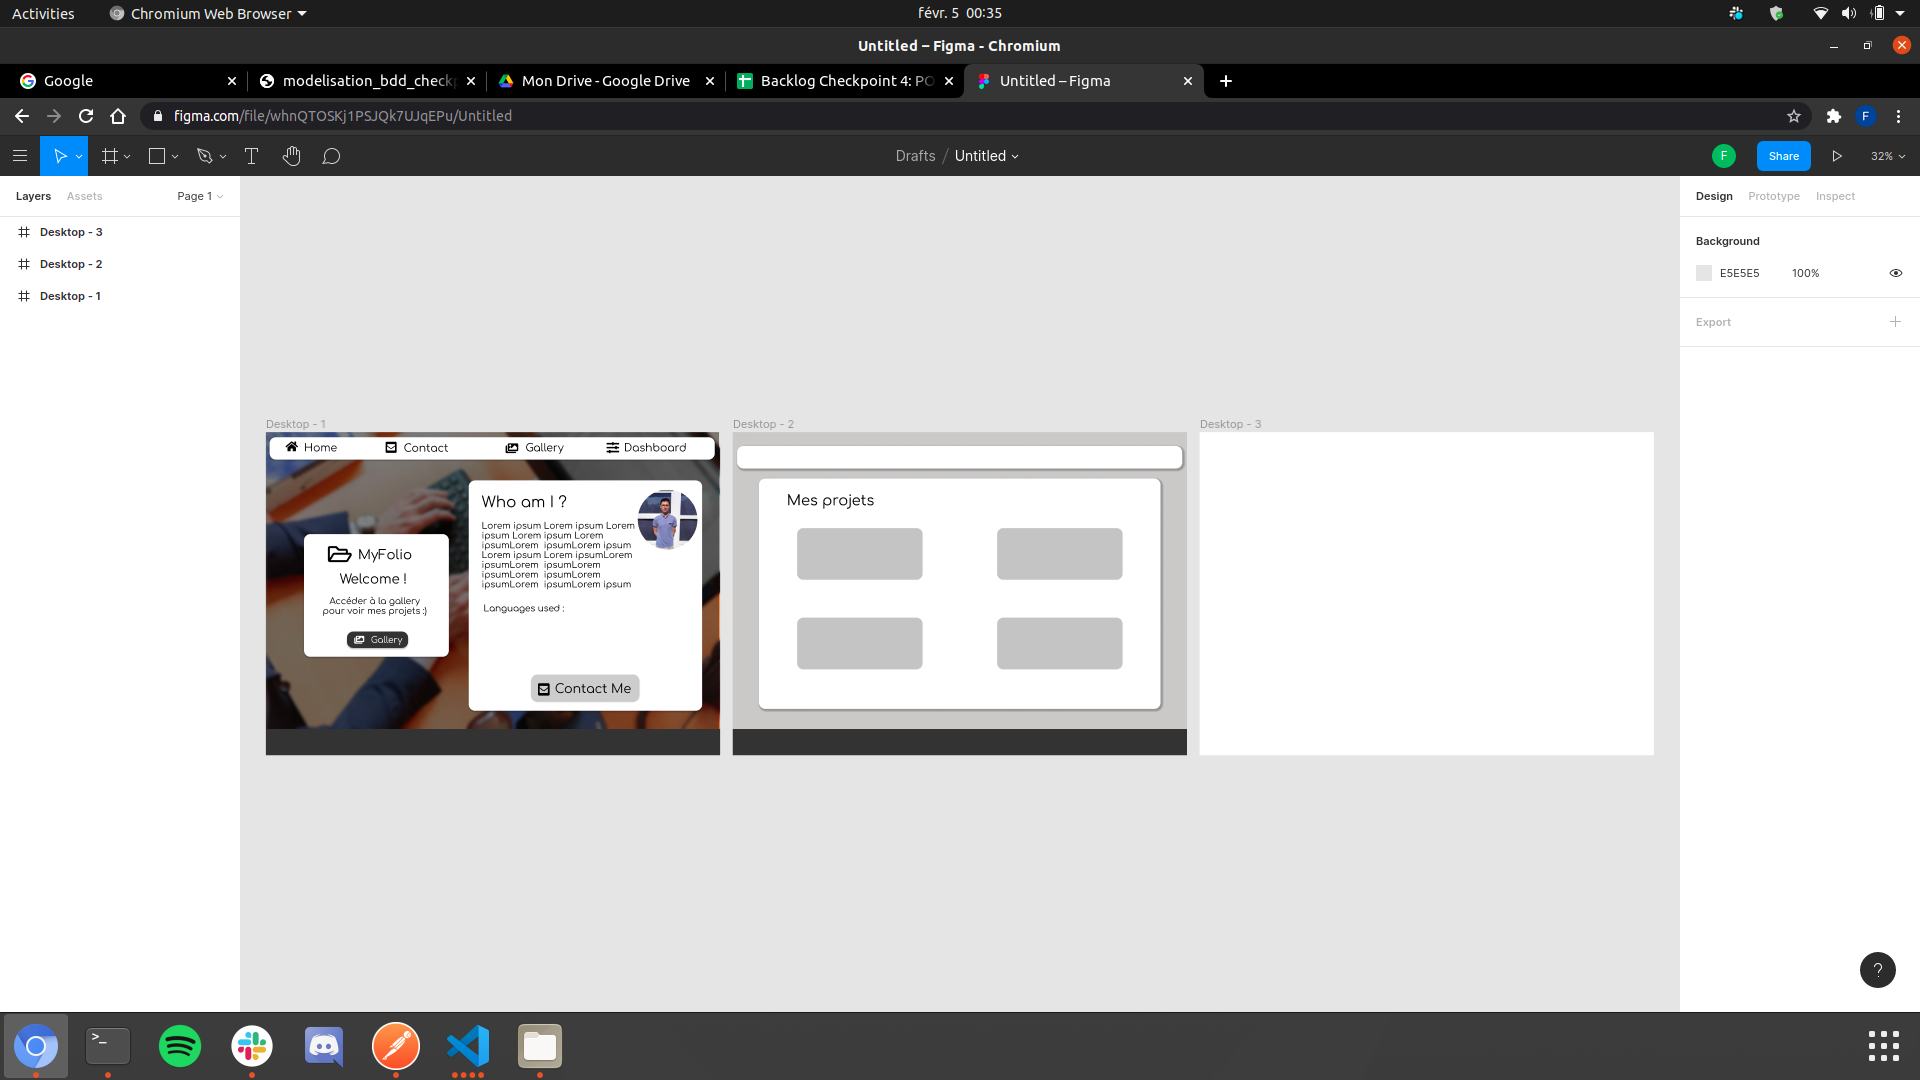 Activities
Chromium Web Browser
févr. 5 00:35
Untitled – Figma - Chromium
Google
modelisation_bdd_check
Mon Drive - Google Drive
Backlog Checkpoint 4: PO
Untitled – Figma
figma.com/file/whnQTOSKj1PSJQk7UJqEPu/Untitled
F
Drafts / Untitled
F
Share
32%
Layers
Assets
Page 1
Design
Prototype
Inspect
Desktop - 3
Desktop - 2
Desktop - 1
Background
E5E5E5
100%
Export
Desktop - 1
Home
Contact
Gallery
Dashboard
MyFolio
Welcome !
Accéder à la gallery
pour voir mes projets :)
Gallery
Who am I ?
Lorem ipsum Lorem ipsum Lorem
ipsum Lorem ipsum Lorem
ipsumLorem ipsumLorem ipsum
Lorem ipsum Lorem ipsumLorem
ipsumLorem ipsumLorem
ipsumLorem ipsumLorem
ipsumLorem ipsumLorem ipsum
Languages used :
Contact Me
Desktop - 2
Mes projets
Desktop - 3
?
>_